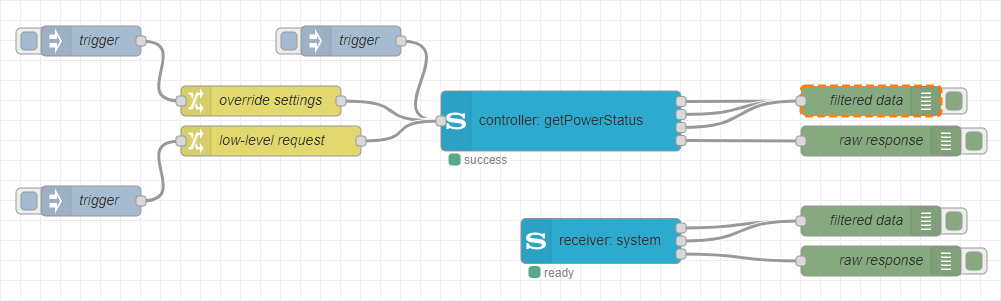 trigger
trigger
override settings
low-level request
trigger
S controller: getPowerStatus
success
filtered data
raw response
S receiver: system
ready
filtered data
raw response